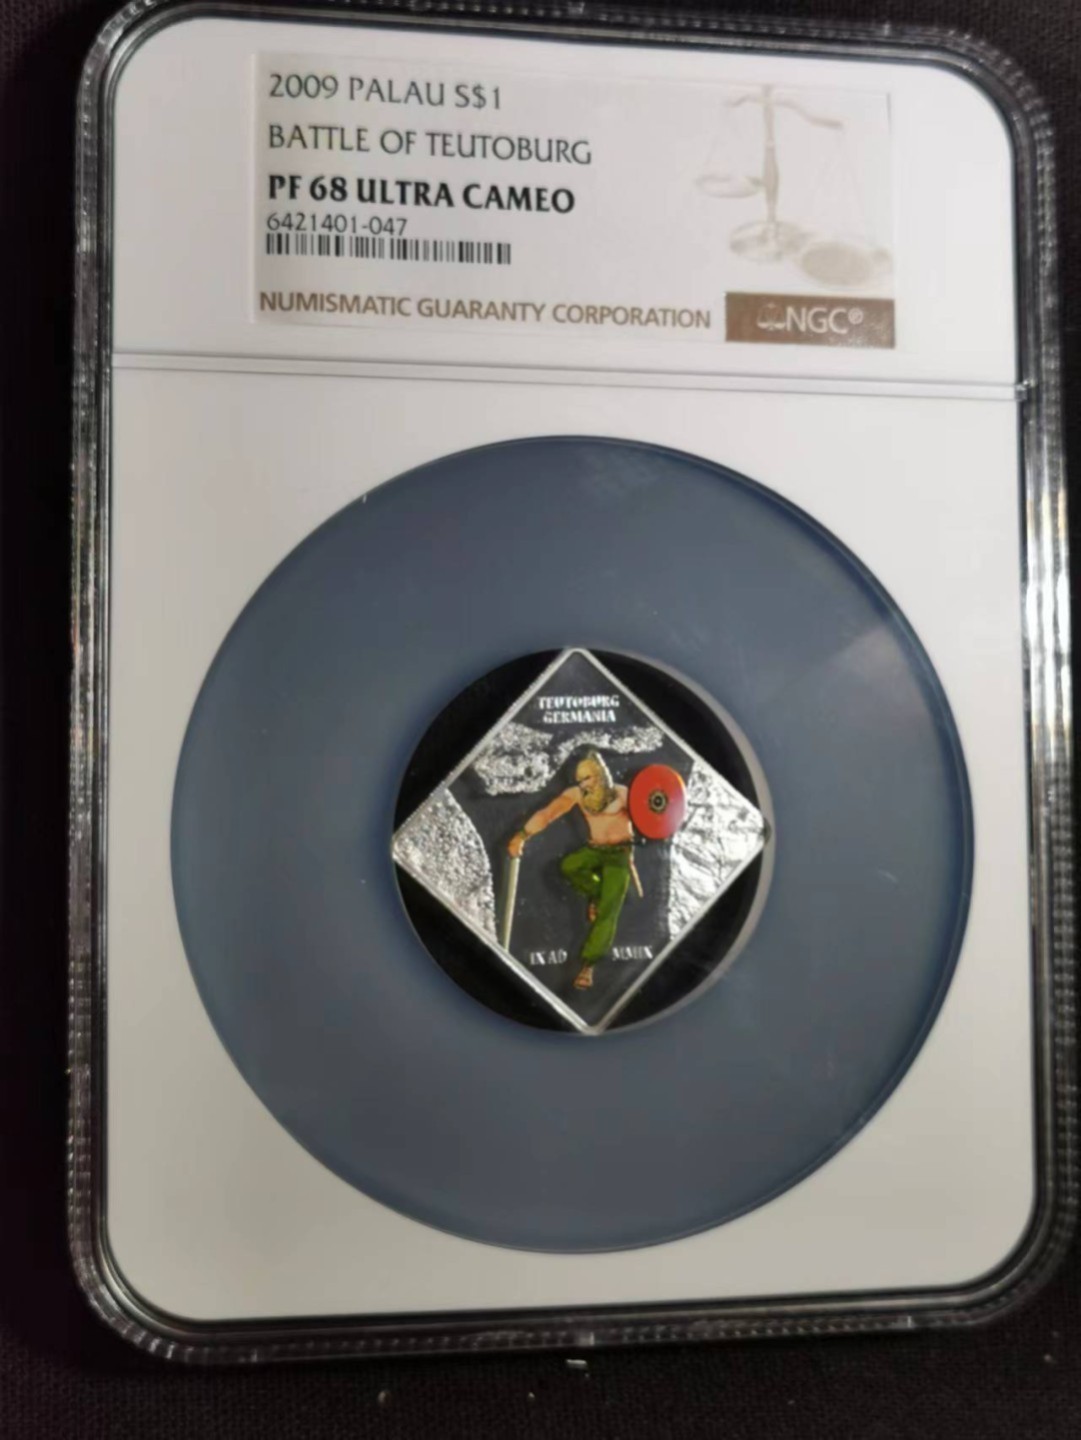 2009 PALAU S$1
BATTLE OF TEUTOBURG
PF 68 ULTRA CAMEO
6421401-047
NUMISMATIC GUARANTY CORPORATION
NGC®
TEUTOBURG
GERMANIA
IX AD MMIX